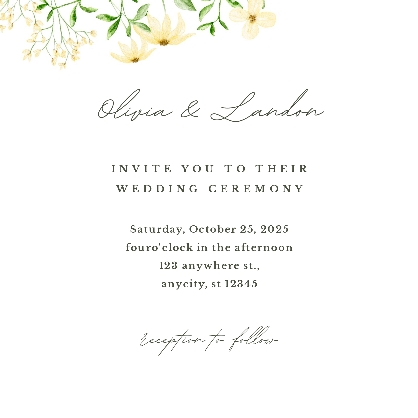 Olivia & Landon
INVITE YOU TO THEIR
WEDDING CEREMONY
Saturday, October 25, 2025
fouro'clock in the afternoon
123 anywhere st.,
anycity, st 12345
reception to follow